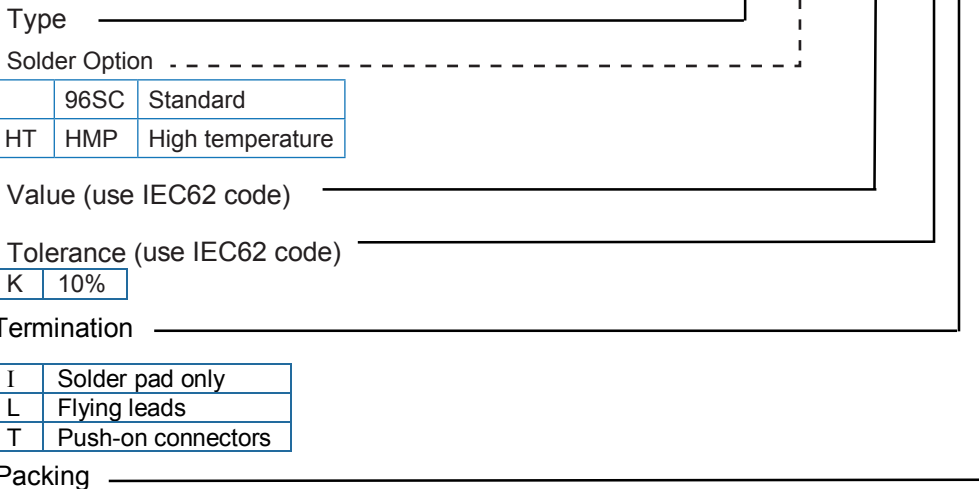 Type
Solder Option
96SC Standard
HT HMP High temperature
Value (use IEC62 code)
Tolerance (use IEC62 code)
K 10%
Termination
I Solder pad only
L Flying leads
T Push-on connectors
Packing